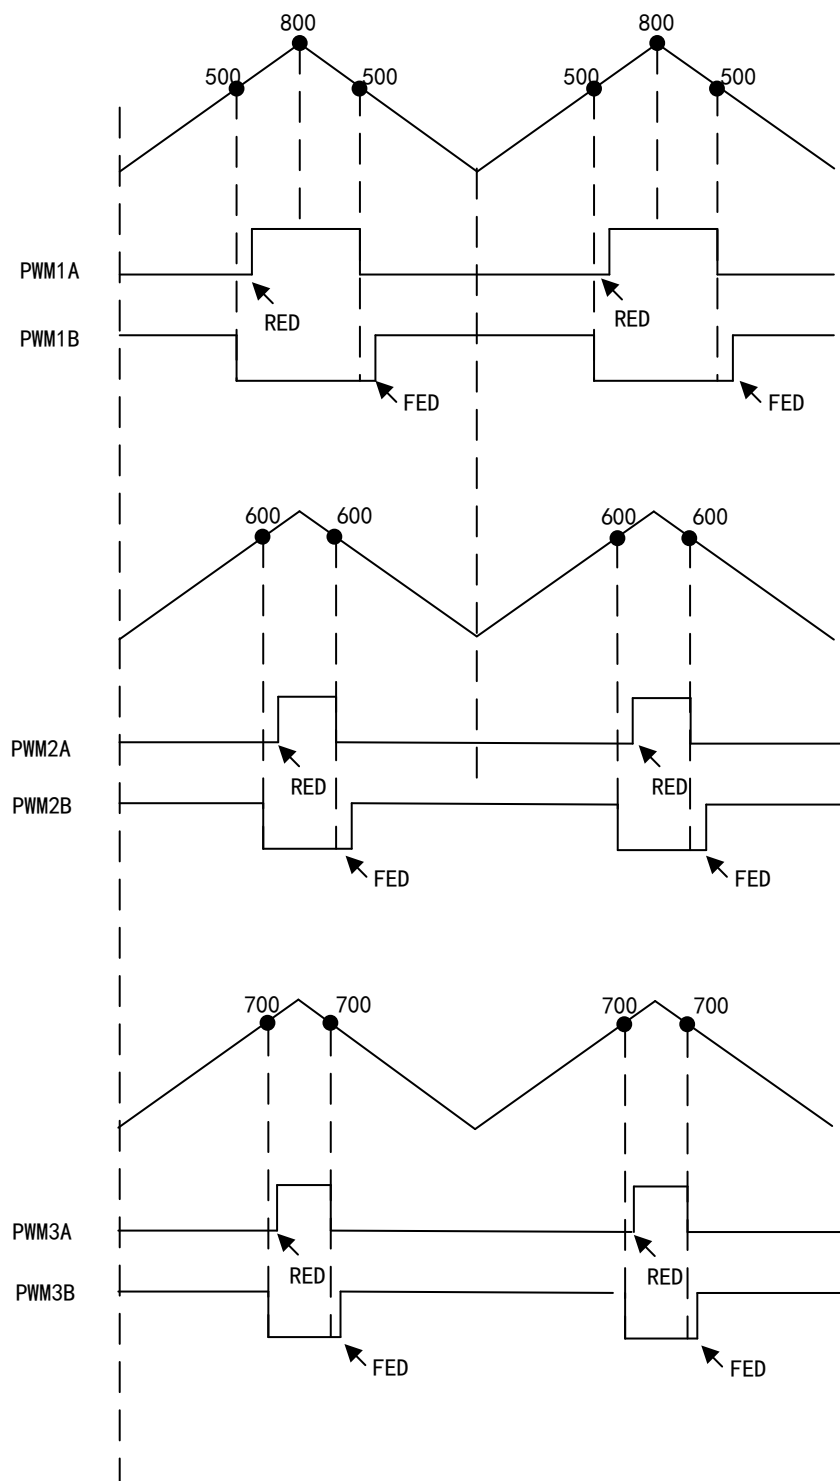 800 800
500 500 500 500
PWM1A
RED RED
PWM1B
FED FED
600 600 600 600
PWM2A
RED RED
PWM2B
FED FED
700 700 700 700
PWM3A
RED RED
PWM3B
FED FED